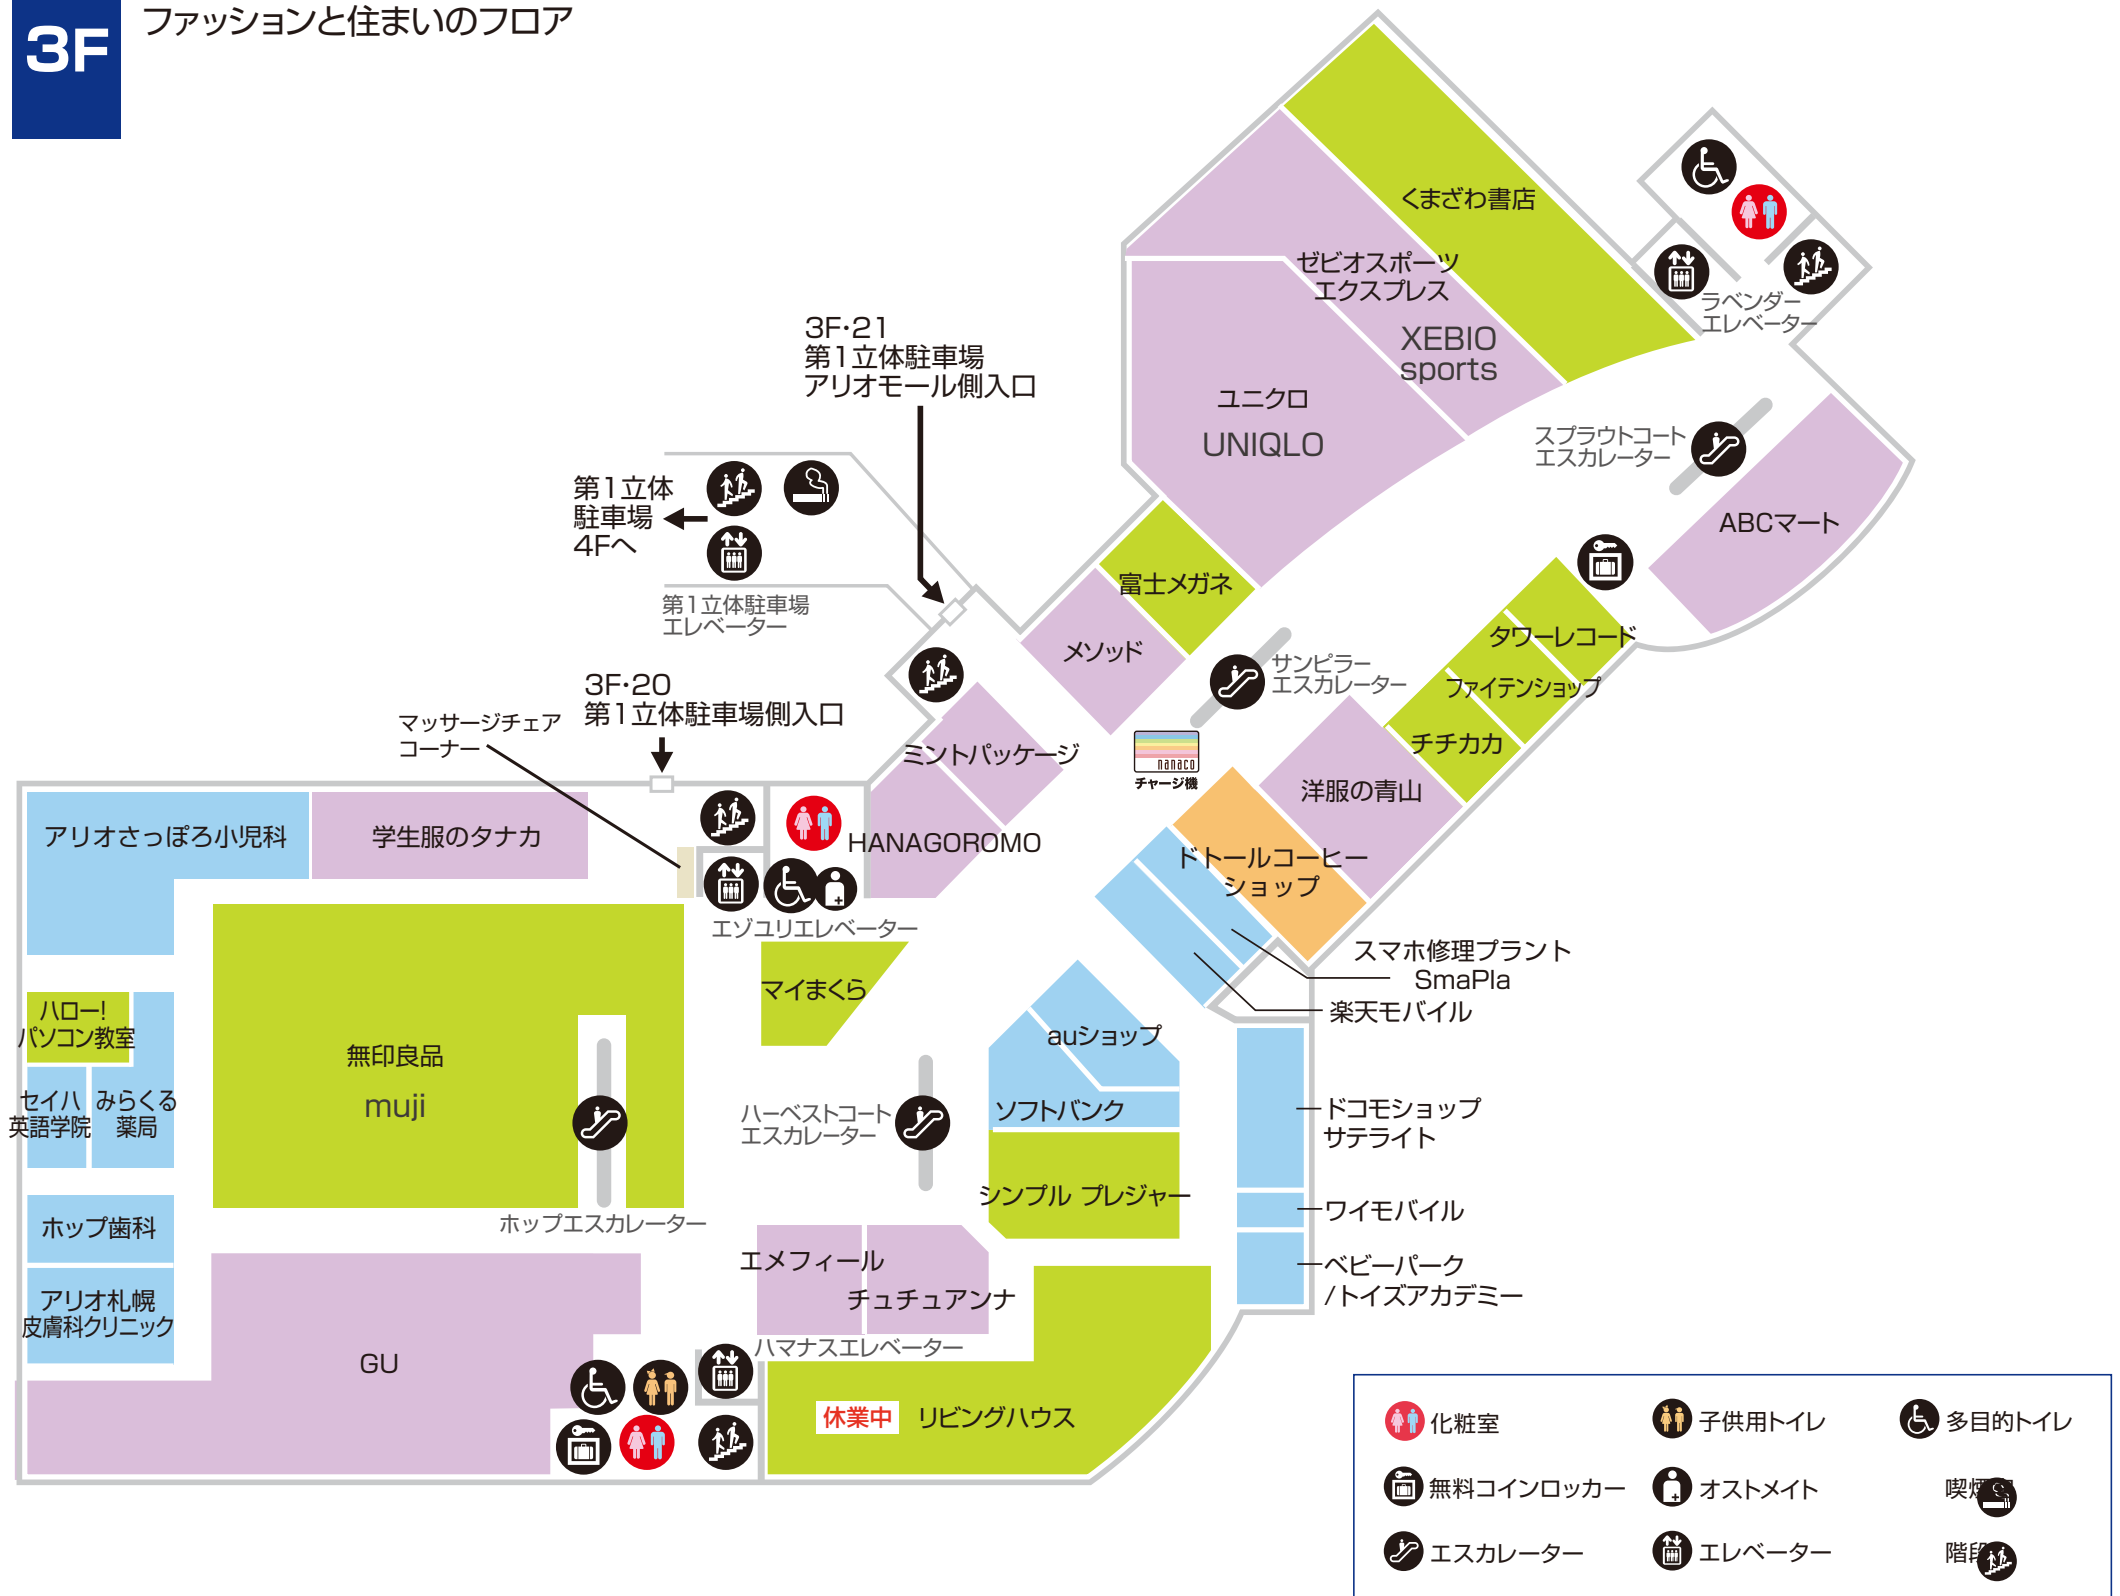 3F
ファッションと住まいのフロア
くまざわ書店
ゼビオスポーツ
エクスプレス
XEBIO
sports
ラベンダー
エレベーター
3F・21
第1立体駐車場
アリオモール側入口
ユニクロ
UNIQLO
スプラウトコート
エスカレーター
ABCマート
第1立体
駐車場
4Fへ
第1立体駐車場
エレベーター
富士メガネ
メソッド
サンピラー
エスカレーター
タワーレコード
ファイテンショップ
チチカカ
3F・20
第1立体駐車場側入口
マッサージチェア
コーナー
ミントパッケージ
nanaco
チャージ機
洋服の青山
アリオさっぽろ小児科
学生服のタナカ
HANAGOROMO
ドトールコーヒー
ショップ
エゾユリエレベーター
スマホ修理プラント
SmaPla
楽天モバイル
マイまくら
ハロー!
パソコン教室
無印良品
muji
auショップ
セイハ
英語学院
みらくる
薬局
ハーベストコート
エスカレーター
ソフトバンク
ドコモショップ
サテライト
シンプル プレジャー
ホップエスカレーター
ワイモバイル
ホップ歯科
エメフィール
チュチュアンナ
ベビーパーク
/トイズアカデミー
アリオ札幌
皮膚科クリニック
GU
ハマナスエレベーター
休業中
リビングハウス
化粧室
子供用トイレ
多目的トイレ
無料コインロッカー
オストメイト
喫煙
エスカレーター
エレベーター
階段